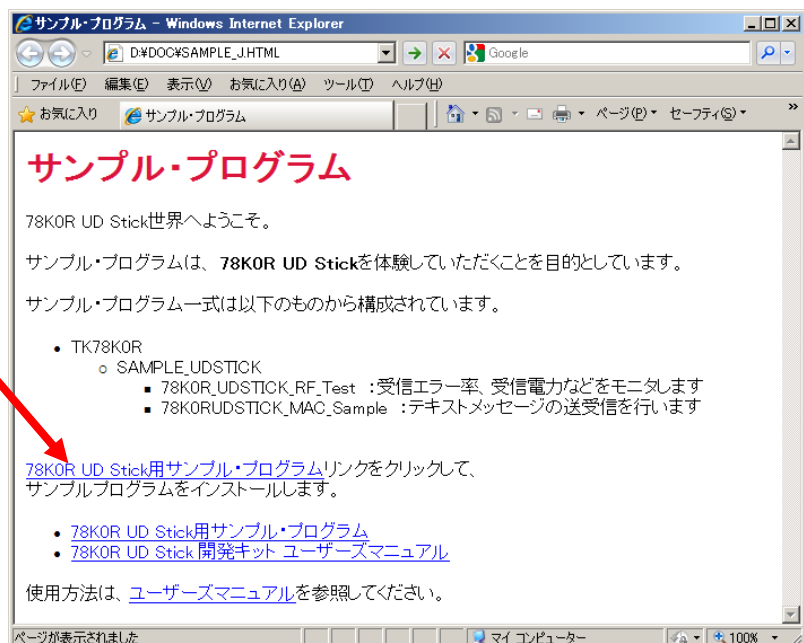 サンプル・プログラム - Windows Internet Explorer
D:¥DOC¥SAMPLE_J.HTML
Google
ファイル(F) 編集(E) 表示(V) お気に入り(A) ツール(T) ヘルプ(H)
お気に入り サンプル・プログラム ページ(P) セーフティ(S) »
サンプル・プログラム
78K0R UD Stick世界へようこそ。
サンプル・プログラムは、78K0R UD Stickを体験していただくことを目的としています。
サンプル・プログラム一式は以下のものから構成されています。
TK78K0R
SAMPLE_UDSTICK
78K0R_UDSTICK_RF_Test ：受信エラー率、受信電力などをモニタします
78K0RUDSTICK_MAC_Sample ：テキストメッセージの送受信を行います
78K0R UD Stick用サンプル・プログラムリンクをクリックして、
サンプルプログラムをインストールします。
78K0R UD Stick用サンプル・プログラム
78K0R UD Stick 開発キット ユーザーズマニュアル
使用方法は、ユーザーズマニュアルを参照してください。
ページが表示されました マイ コンピューター 100%